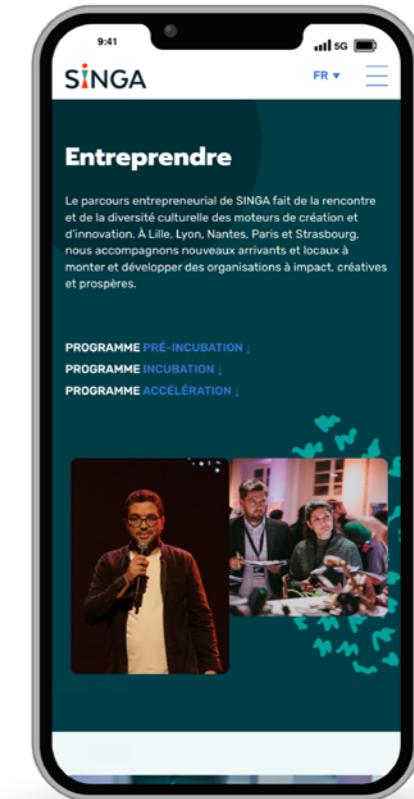 9:41
5G
SiNGA
FR
Entreprendre
Le parcours entrepreneurial de SINGA fait de la rencontre
et de la diversité culturelle des moteurs de création et
d'innovation. À Lille, Lyon, Nantes, Paris et Strasbourg,
nous accompagnons nouveaux arrivants et locaux à
monter et développer des organisations à impact, créatives
et prospères.
PROGRAMME PRÉ-INCUBATION ↓
PROGRAMME INCUBATION ↓
PROGRAMME ACCÉLÉRATION ↓